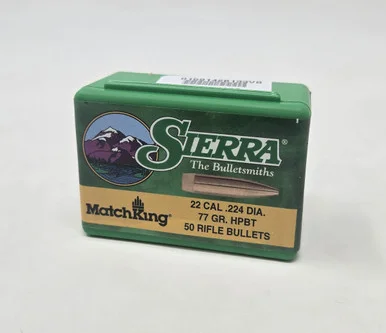 SIERRA®
The Bulletsmiths
MatchKing®
22 CAL .224 DIA.
77 GR. HPBT
50 RIFLE BULLETS